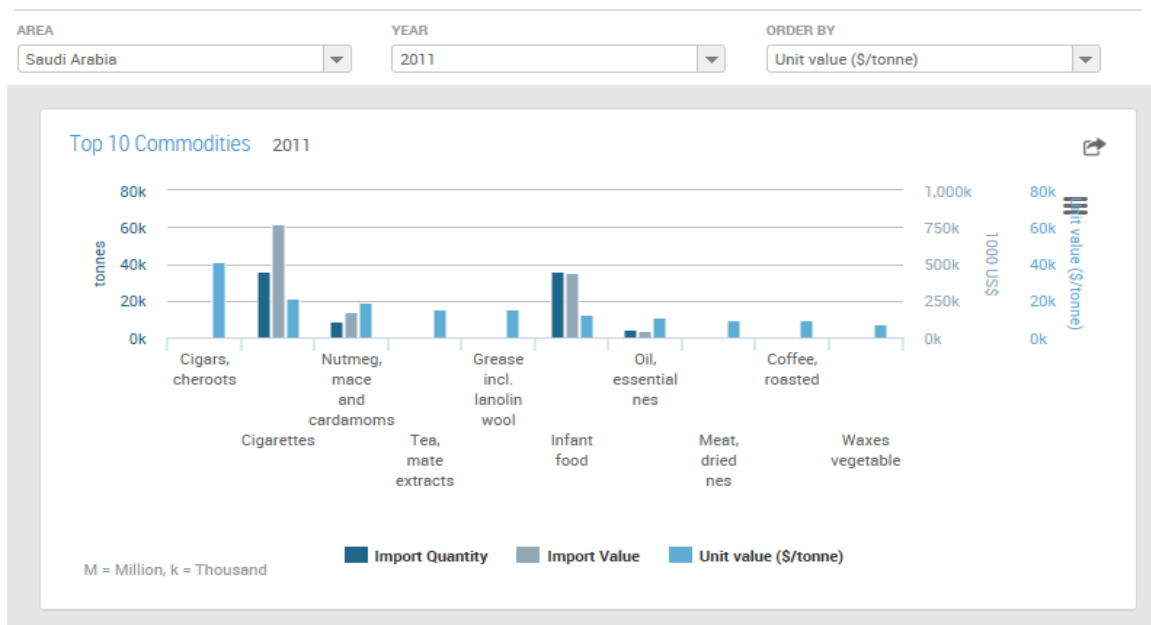 AREA
YEAR
ORDER BY
Saudi Arabia
2011
Unit value ($/tonne)
Top 10 Commodities 2011
80k
60k
40k
20k
0k
tonnes
1,000k
750k
500k
250k
0k
1000 US$
80k
60k
40k
20k
0k
Unit value ($/tonne)
Cigars,
cheroots
Cigarettes
Nutmeg,
mace
and
cardamoms
Tea,
mate
extracts
Grease
incl.
lanolin
wool
Infant
food
Oil,
essential
nes
Meat,
dried
nes
Coffee,
roasted
Waxes
vegetable
Import Quantity
Import Value
Unit value ($/tonne)
M = Million, k = Thousand